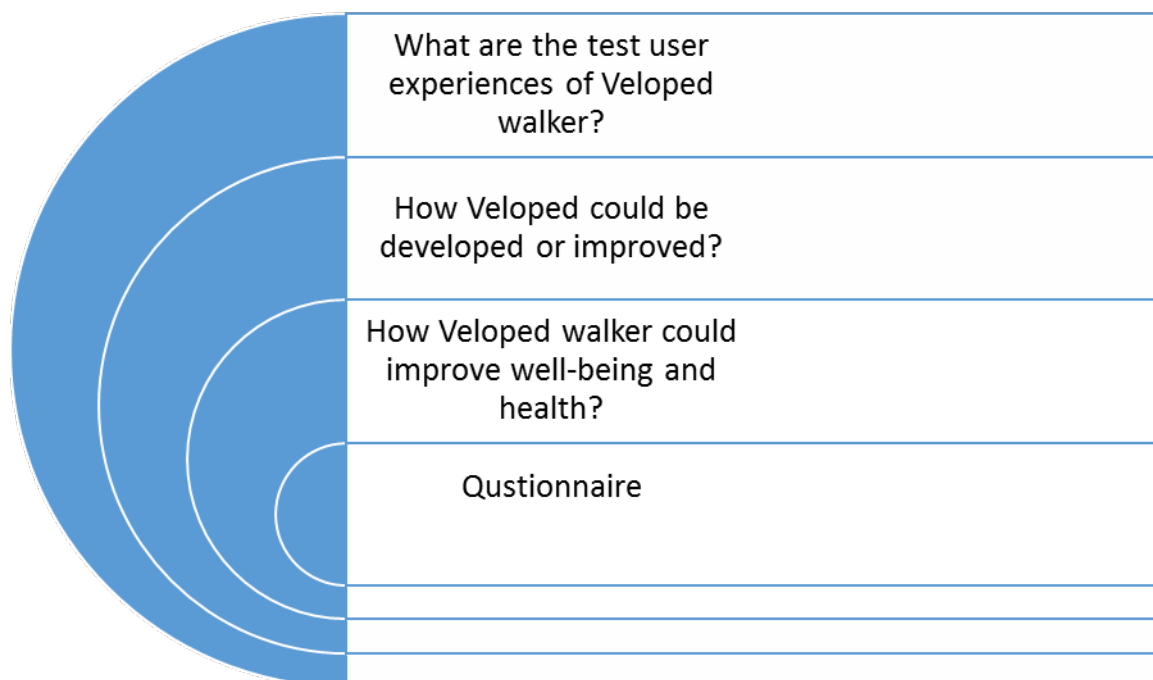 What are the test user
experiences of Veloped
walker?
How Veloped could be
developed or improved?
How Veloped walker could
improve well-being and
health?
Qustionnaire